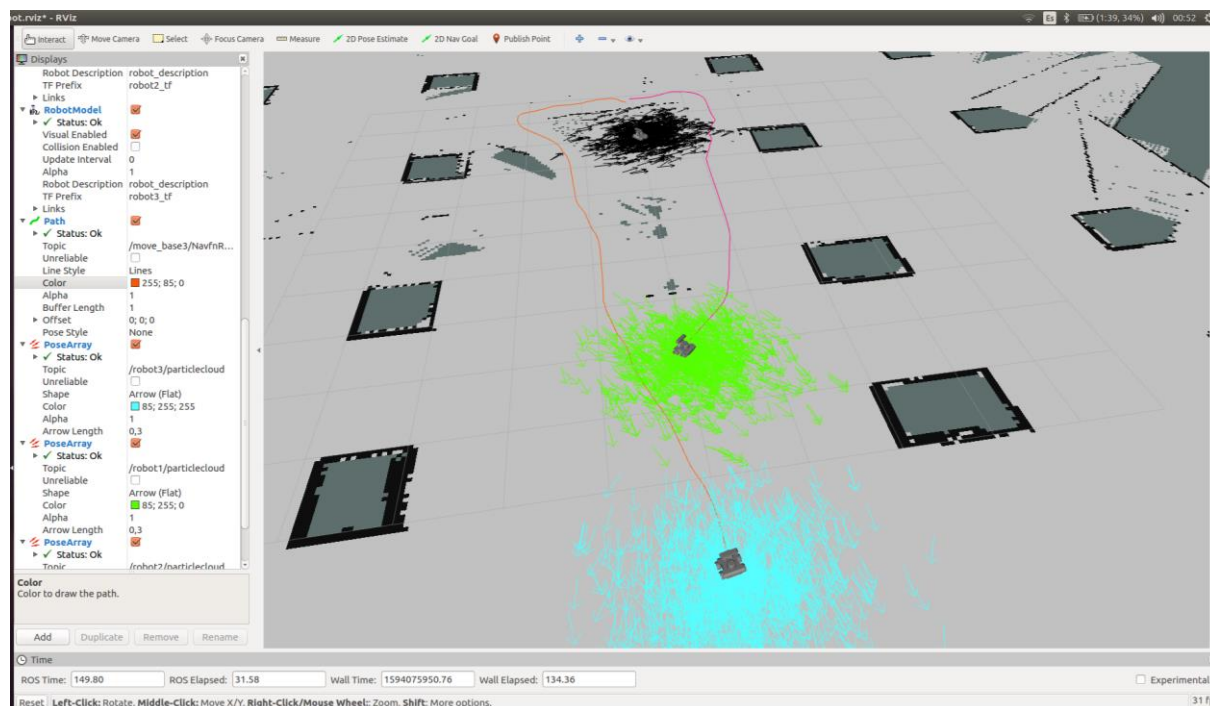 ot.rviz* - RViz
Es (1:39, 34%) 00:52
Interact Move Camera Select Focus Camera Measure 2D Pose Estimate 2D Nav Goal Publish Point
Displays
Robot Description robot_description
TF Prefix robot2_tf
Links
RobotModel
Status: Ok
Visual Enabled
Collision Enabled
Update Interval 0
Alpha 1
Robot Description robot_description
TF Prefix robot3_tf
Links
Path
Status: Ok
Topic /move_base3/NavfnR...
Unreliable
Line Style Lines
Color 255; 85; 0
Alpha 1
Buffer Length 1
Offset 0; 0; 0
Pose Style None
PoseArray
Status: Ok
Topic /robot3/particlecloud
Unreliable
Shape Arrow (Flat)
Color 85; 255; 255
Alpha 1
Arrow Length 0,3
PoseArray
Status: Ok
Topic /robot1/particlecloud
Unreliable
Shape Arrow (Flat)
Color 85; 255; 0
Alpha 1
Arrow Length 0,3
PoseArray
Status: Ok
Topic /robot2/particlecloud
Color
Color to draw the path.
Add Duplicate Remove Rename
Time
ROS Time: 149.80 ROS Elapsed: 31.58 Wall Time: 1594075950.76 Wall Elapsed: 134.36 Experimental
Reset Left-Click: Rotate. Middle-Click: Move X/Y. Right-Click/Mouse Wheel:: Zoom. Shift: More options. 31 f